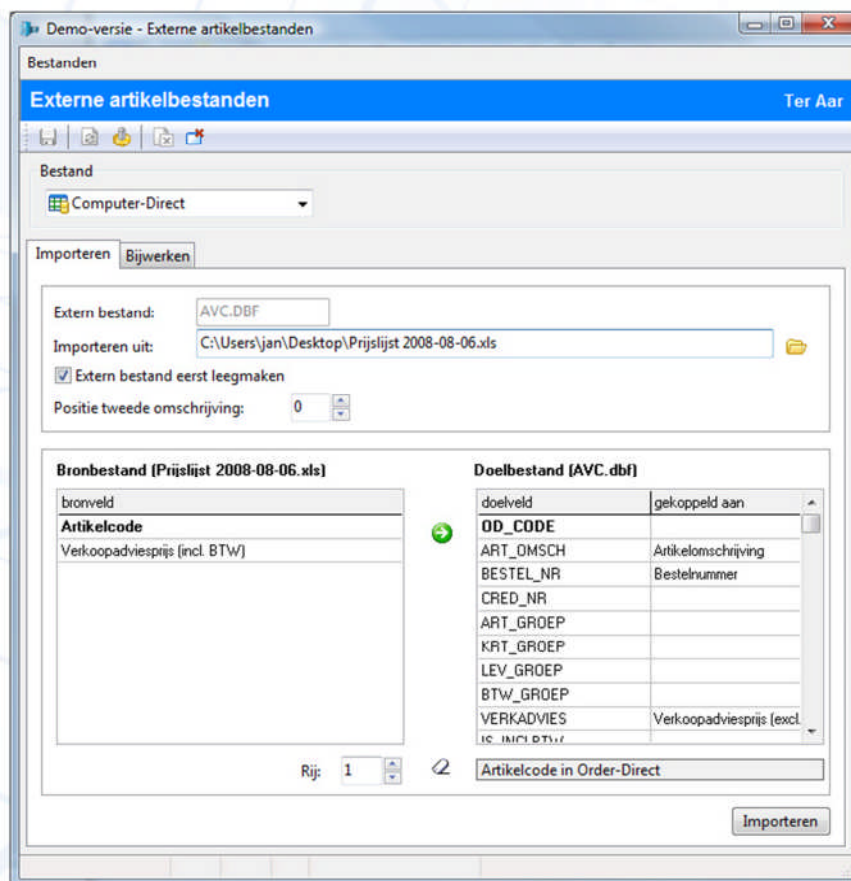 Demo-versie - Externe artikelbestanden
Bestanden
Externe artikelbestanden Ter Aar
Bestand
Computer-Direct
Importeren Bijwerken
Extern bestand: AVC.DBF
Importeren uit: C:\Users\jan\Desktop\Prijslijst 2008-08-06.xls
Extern bestand eerst leegmaken
Positie tweede omschrijving: 0
Bronbestand (Prijslijst 2008-08-06.xls) Doelbestand (AVC.dbf)
bronveld doelveld gekoppeld aan
Artikelcode OD_CODE
Verkoopadviesprijs (incl. BTW) ART_OMSCH Artikelomschrijving
BESTEL_NR Bestelnummer
CRED_NR
ART_GROEP
KRT_GROEP
LEV_GROEP
BTW_GROEP
VERKADVIES Verkoopadviesprijs (excl.
IS_INCLBTW
Rij: 1 Artikelcode in Order-Direct
Importeren